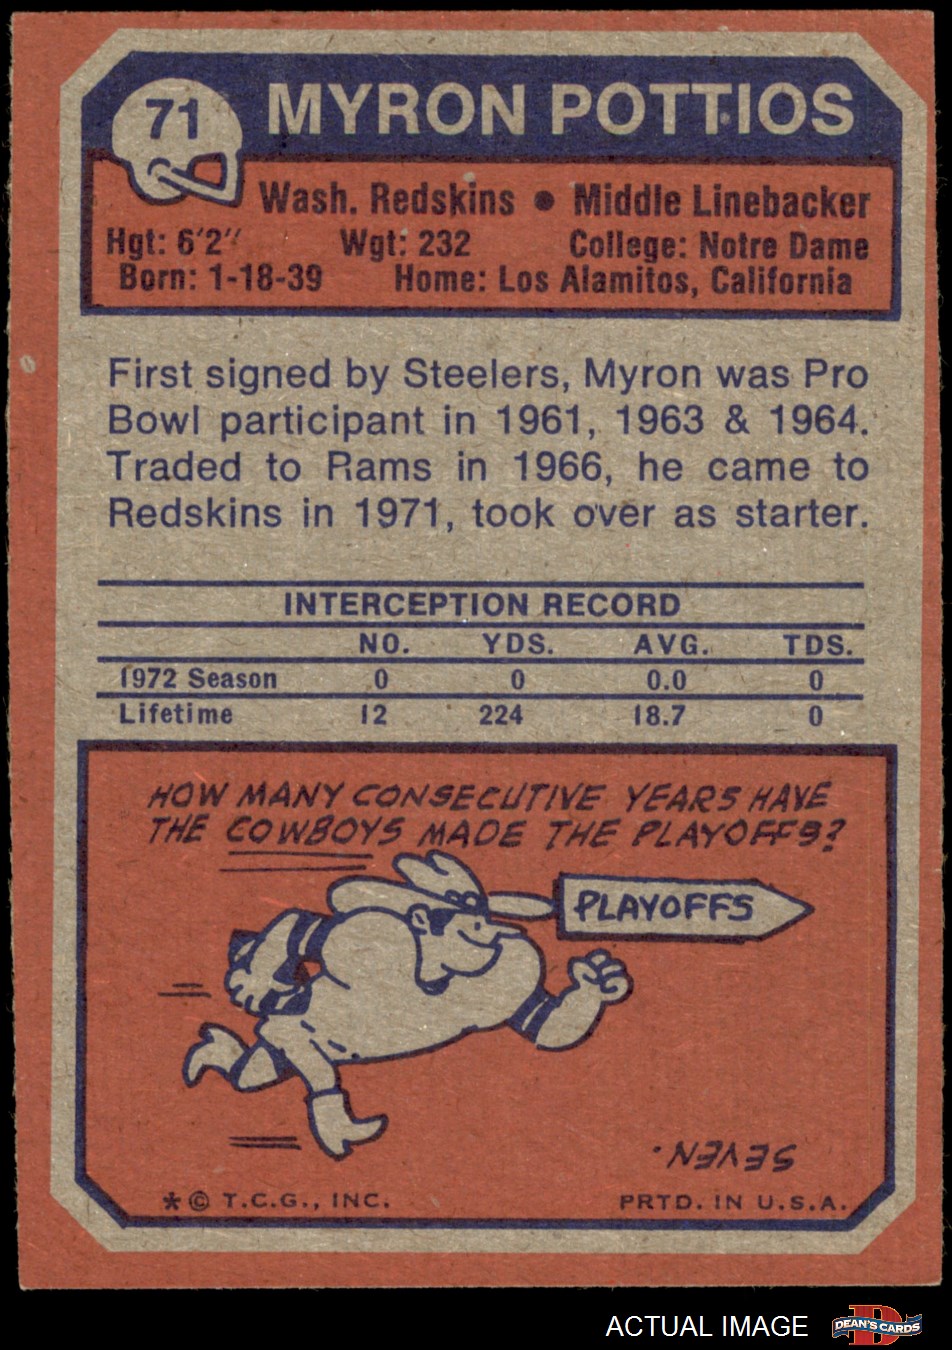 71
MYRON POTTIOS
Wash. Redskins • Middle Linebacker
Hgt: 6'2" Wgt: 232 College: Notre Dame
Born: 1-18-39 Home: Los Alamitos, California
First signed by Steelers, Myron was Pro
Bowl participant in 1961, 1963 & 1964.
Traded to Rams in 1966, he came to
Redskins in 1971, took over as starter.
INTERCEPTION RECORD
NO. YDS. AVG. TDS.
1972 Season 0 0 0.0 0
Lifetime 12 224 18.7 0
HOW MANY CONSECUTIVE YEARS HAVE
THE COWBOYS MADE THE PLAYOFFS?
PLAYOFFS
SEVEN.
*© T.C.G., INC. PRTD. IN U.S.A.
ACTUAL IMAGE
D
DEAN'S CARDS